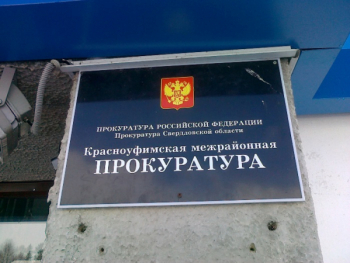 ПРОКУРАТУРА РОССИЙСКОЙ ФЕДЕРАЦИИ
Прокуратура Свердловской области
Красноуфимская межрайонная
ПРОКУРАТУРА